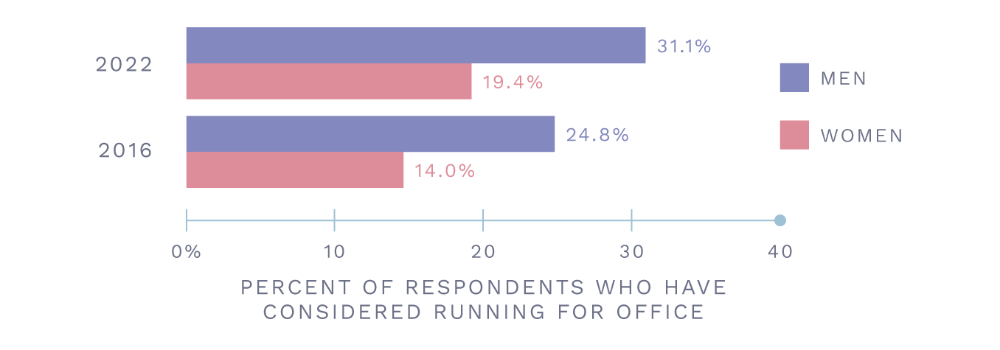 2022
31.1%
19.4%
MEN
2016
24.8%
14.0%
WOMEN
0% 10 20 30 40
PERCENT OF RESPONDENTS WHO HAVE
CONSIDERED RUNNING FOR OFFICE